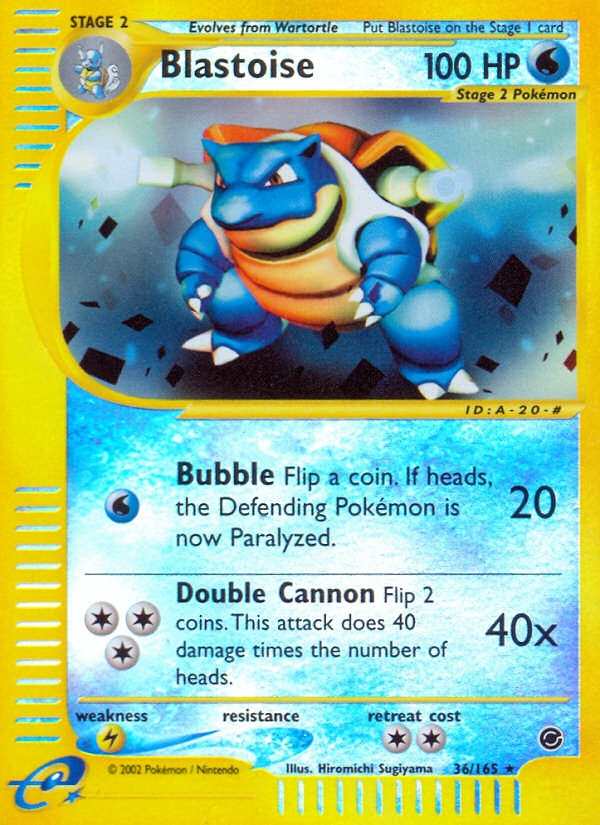 STAGE 2
Evolves from Wartortle Put Blastoise on the Stage 1 card
Blastoise 100 HP
Stage 2 Pokémon
ID:A-20-#
Bubble Flip a coin. If heads,
the Defending Pokémon is
now Paralyzed.
20
Double Cannon Flip 2
coins. This attack does 40
damage times the number of
heads.
40x
weakness resistance retreat cost
© 2002 Pokémon / Nintendo Illus. Hiromichi Sugiyama 36/165 ★
e